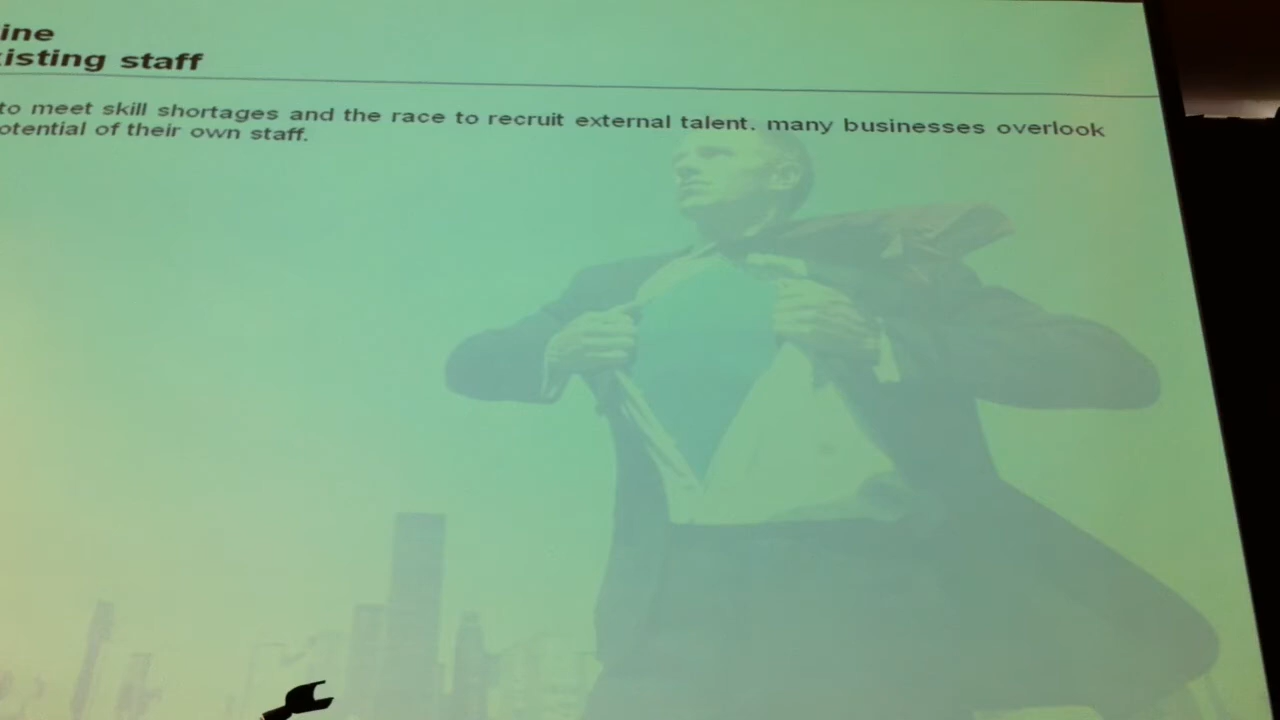 ine
isting staff
to meet skill shortages and the race to recruit external talent. many businesses overlook
otential of their own staff.